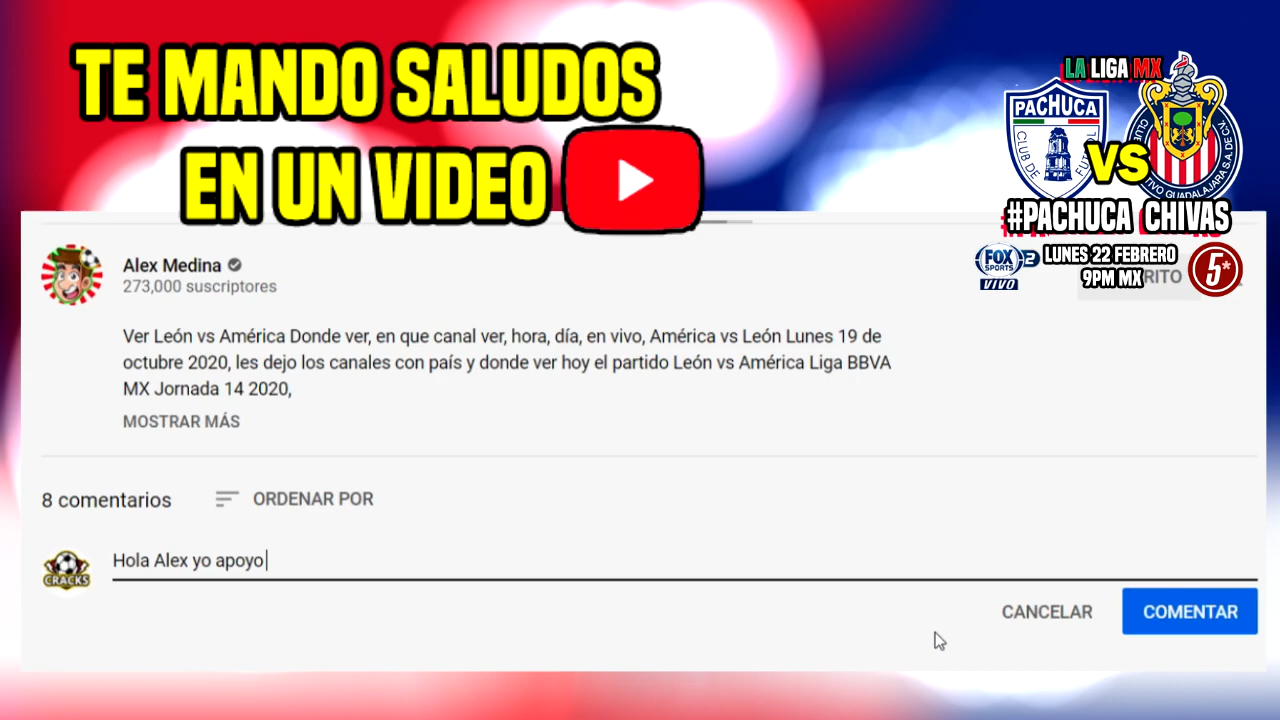 TE MANDO SALUDOS
EN UN VIDEO
LA LIGA MX
PACHUCA
CLUB DE FUTBOL
VS
#PACHUCA CHIVAS
FOX SPORTS 2
VIVO
LUNES 22 FEBRERO
9PM MX
5*
Alex Medina
273,000 suscriptores
Ver León vs América Donde ver, en que canal ver, hora, día, en vivo, América vs León Lunes 19 de
octubre 2020, les dejo los canales con país y donde ver hoy el partido León vs América Liga BBVA
MX Jornada 14 2020,
MOSTRAR MÁS
8 comentarios
ORDENAR POR
CRACKS
Hola Alex yo apoyo
CANCELAR
COMENTAR